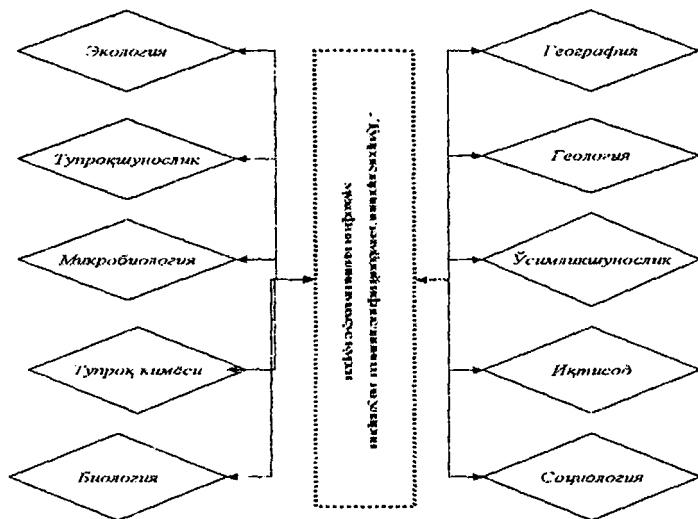 Экология
Тупроқшунослик
Микробиология
Тупроқ кимёси
Биология
География
Геология
Ўсимликшунослик
Иқтисод
Социология